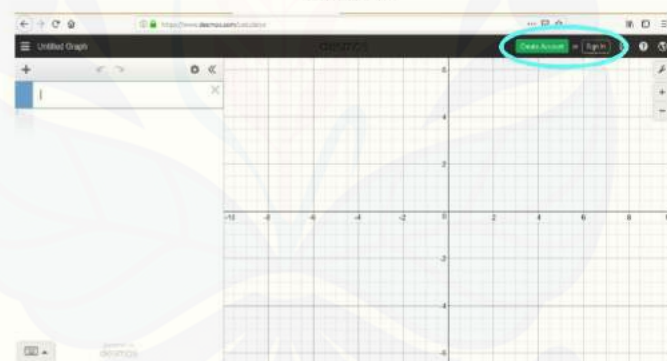 https://www.desmos.com/calculator
Untitled Graph
desmos
Create Account or Sign In
6
4
2
-10 -8 -6 -4 -2 0 2 4 6 8
-2
-4
-6
desmos